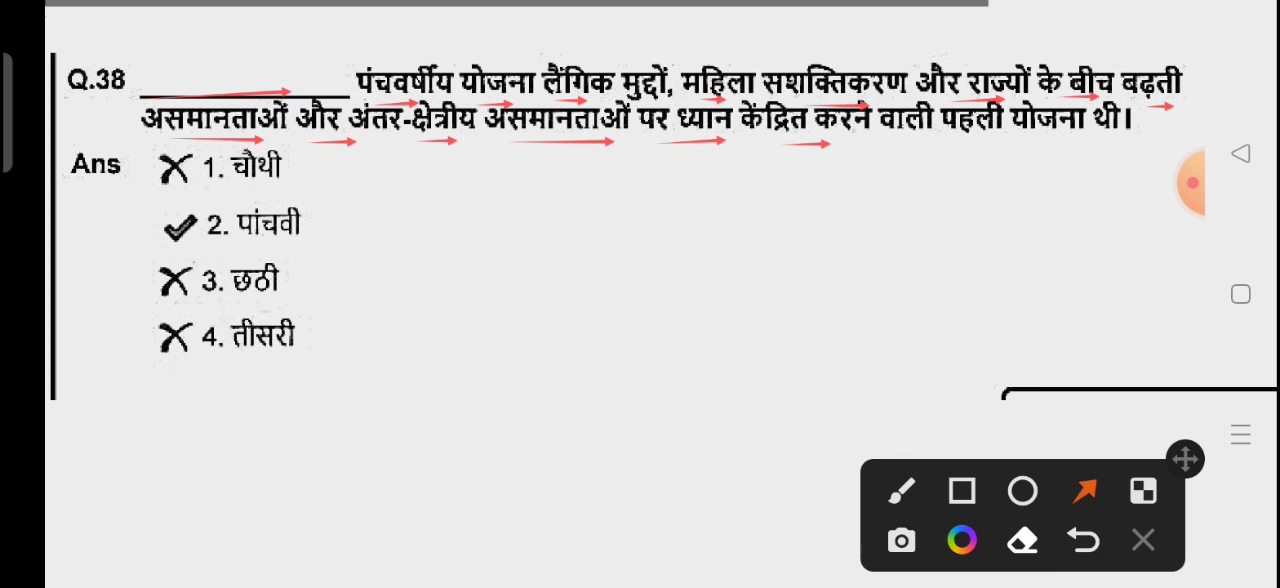 Q.38 ____________ पंचवर्षीय योजना लैंगिक मुद्दों, महिला सशक्तिकरण और राज्यों के बीच बढ़ती
असमानताओं और अंतर-क्षेत्रीय असमानताओं पर ध्यान केंद्रित करने वाली पहली योजना थी।
Ans 1. चौथी
2. पांचवी
3. छठी
4. तीसरी